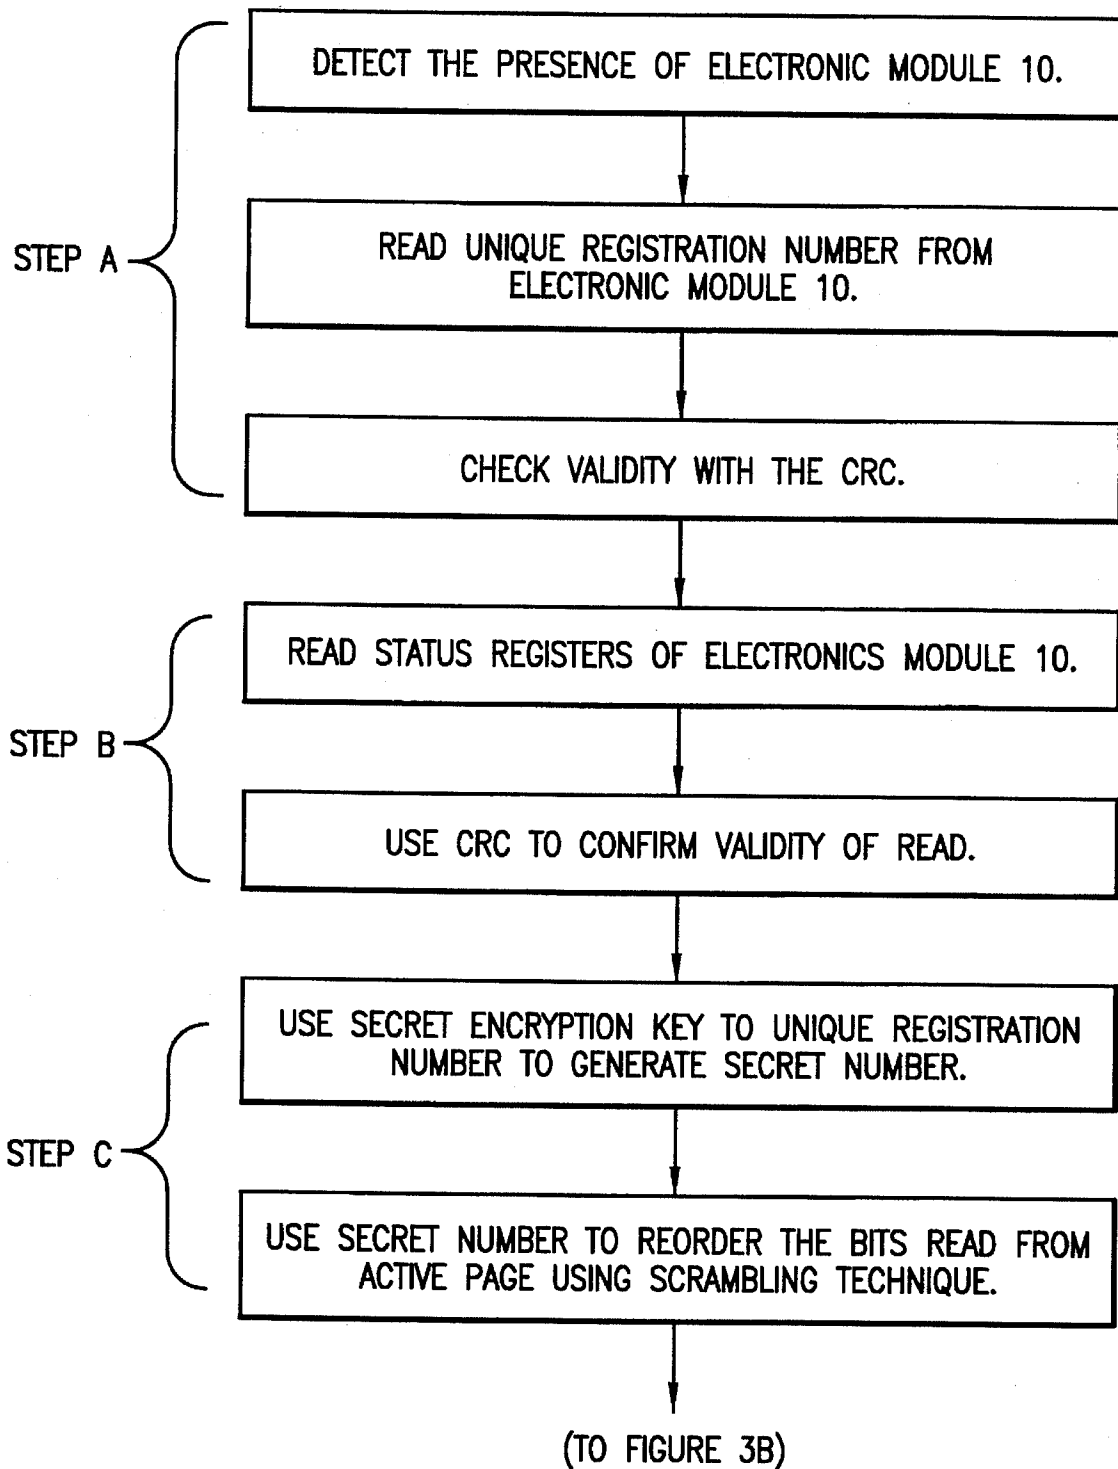 DETECT THE PRESENCE OF ELECTRONIC MODULE 10.
STEP A
READ UNIQUE REGISTRATION NUMBER FROM
ELECTRONIC MODULE 10.
CHECK VALIDITY WITH THE CRC.
READ STATUS REGISTERS OF ELECTRONICS MODULE 10.
STEP B
USE CRC TO CONFIRM VALIDITY OF READ.
USE SECRET ENCRYPTION KEY TO UNIQUE REGISTRATION
NUMBER TO GENERATE SECRET NUMBER.
STEP C
USE SECRET NUMBER TO REORDER THE BITS READ FROM
ACTIVE PAGE USING SCRAMBLING TECHNIQUE.
(TO FIGURE 3B)